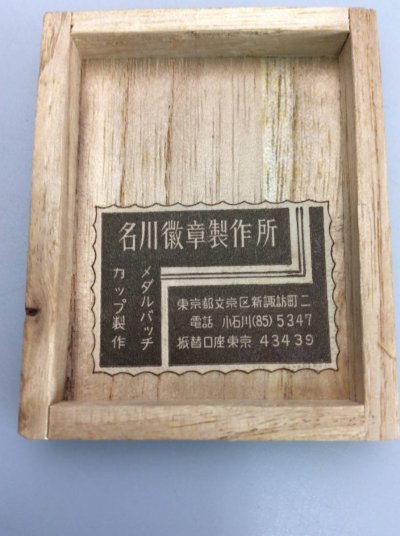 名川徽章製作所
メダルバッチ
カップ製作
東京都文京区新諏訪町二
電話 小石川(85)5347
振替口座東京 43439